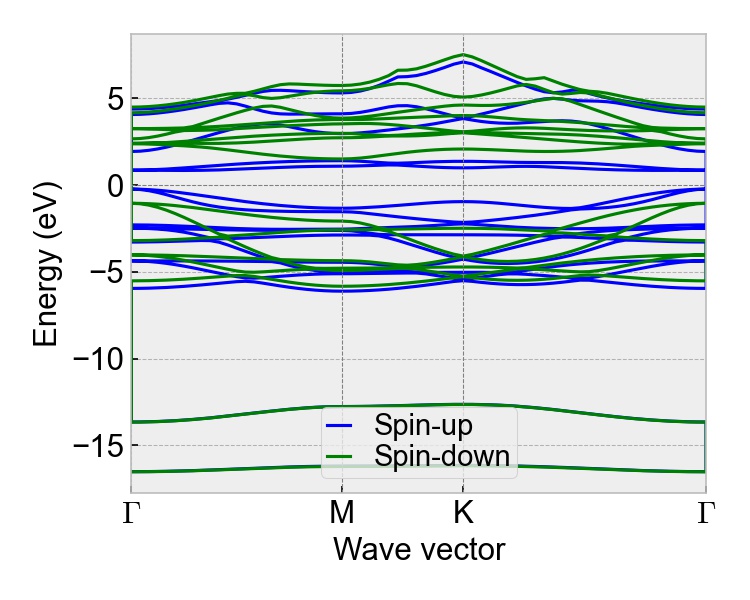 Energy (eV)
5
0
−5
−10
−15
Spin-up
Spin-down
Γ M K Γ
Wave vector